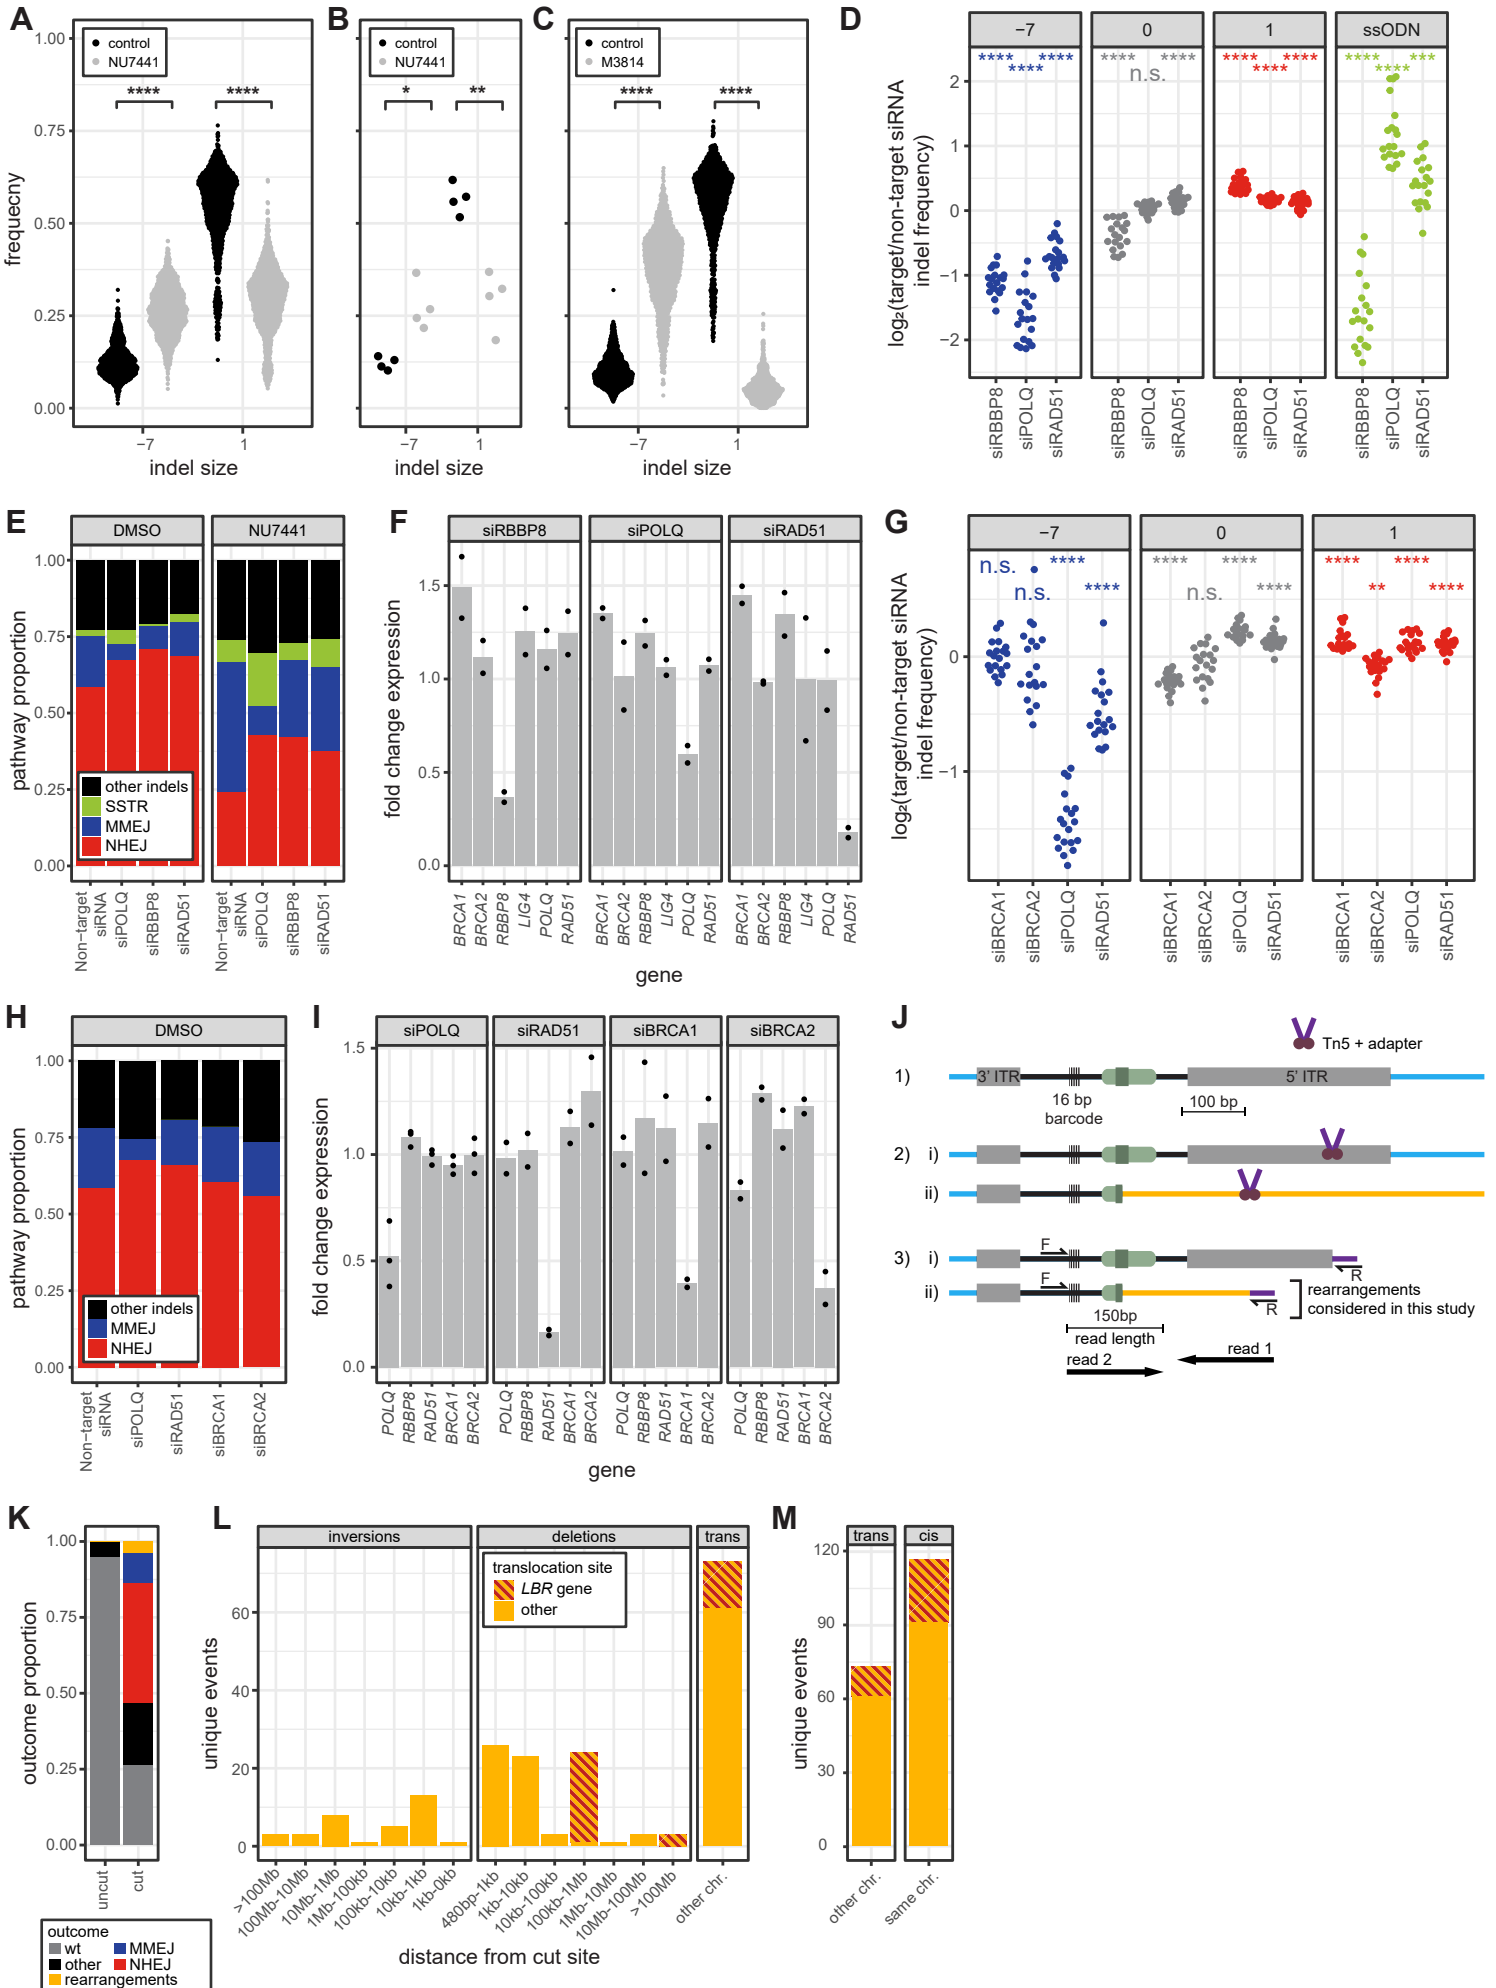 A
1.00
0.75
0.50
0.25
0.00
frequecny
control
NU7441
****
****
−7
1
indel size
B
control
NU7441
*
**
−7
1
indel size
C
control
M3814
****
****
−7
1
indel size
D
−7
0
1
ssODN
**** ****
****
**** ****
n.s.
**** ****
****
**** ***
****
2
1
0
−1
−2
log₂(target/non-target siRNA
indel frequency)
siRBBP8
siPOLQ
siRAD51
siRBBP8
siPOLQ
siRAD51
siRBBP8
siPOLQ
siRAD51
siRBBP8
siPOLQ
siRAD51
E
DMSO
NU7441
1.00
0.75
0.50
0.25
0.00
pathway proportion
other indels
SSTR
MMEJ
NHEJ
Non-target
siRNA
siPOLQ
siRBBP8
siRAD51
Non-target
siRNA
siPOLQ
siRBBP8
siRAD51
F
siRBBP8
siPOLQ
siRAD51
1.5
1.0
0.5
0.0
fold change expression
BRCA1
BRCA2
RBBP8
LIG4
POLQ
RAD51
BRCA1
BRCA2
RBBP8
LIG4
POLQ
RAD51
BRCA1
BRCA2
RBBP8
LIG4
POLQ
RAD51
gene
G
−7
0
1
n.s. ****
n.s. ****
**** ****
n.s. ****
**** ****
** ****
0
−1
log₂(target/non-target siRNA
indel frequency)
siBRCA1
siBRCA2
siPOLQ
siRAD51
siBRCA1
siBRCA2
siPOLQ
siRAD51
siBRCA1
siBRCA2
siPOLQ
siRAD51
H
DMSO
1.00
0.75
0.50
0.25
0.00
pathway proportion
other indels
MMEJ
NHEJ
Non-target
siRNA
siPOLQ
siRAD51
siBRCA1
siBRCA2
I
siPOLQ
siRAD51
siBRCA1
siBRCA2
1.5
1.0
0.5
0.0
fold change expression
POLQ
RBBP8
RAD51
BRCA1
BRCA2
POLQ
RBBP8
RAD51
BRCA1
BRCA2
POLQ
RBBP8
RAD51
BRCA1
BRCA2
POLQ
RBBP8
RAD51
BRCA1
BRCA2
gene
J
Tn5 + adapter
1)
3' ITR
5' ITR
16 bp
barcode
100 bp
2)
i)
ii)
3)
i)
F
R
ii)
F
R
rearrangements
considered in this study
150bp
read length
read 1
read 2
K
1.00
0.75
0.50
0.25
0.00
outcome proportion
uncut
cut
outcome
wt
MMEJ
other
NHEJ
rearrangements
L
inversions
deletions
trans
translocation site
LBR gene
other
60
40
20
0
unique events
>100Mb
100Mb-10Mb
10Mb-1Mb
1Mb-100kb
100kb-10kb
10kb-1kb
1kb-0kb
480bp-1kb
1kb-10kb
10kb-100kb
100kb-1Mb
1Mb-10Mb
10Mb-100Mb
>100Mb
other chr.
distance from cut site
M
trans
cis
120
90
60
30
0
unique events
other chr.
same chr.